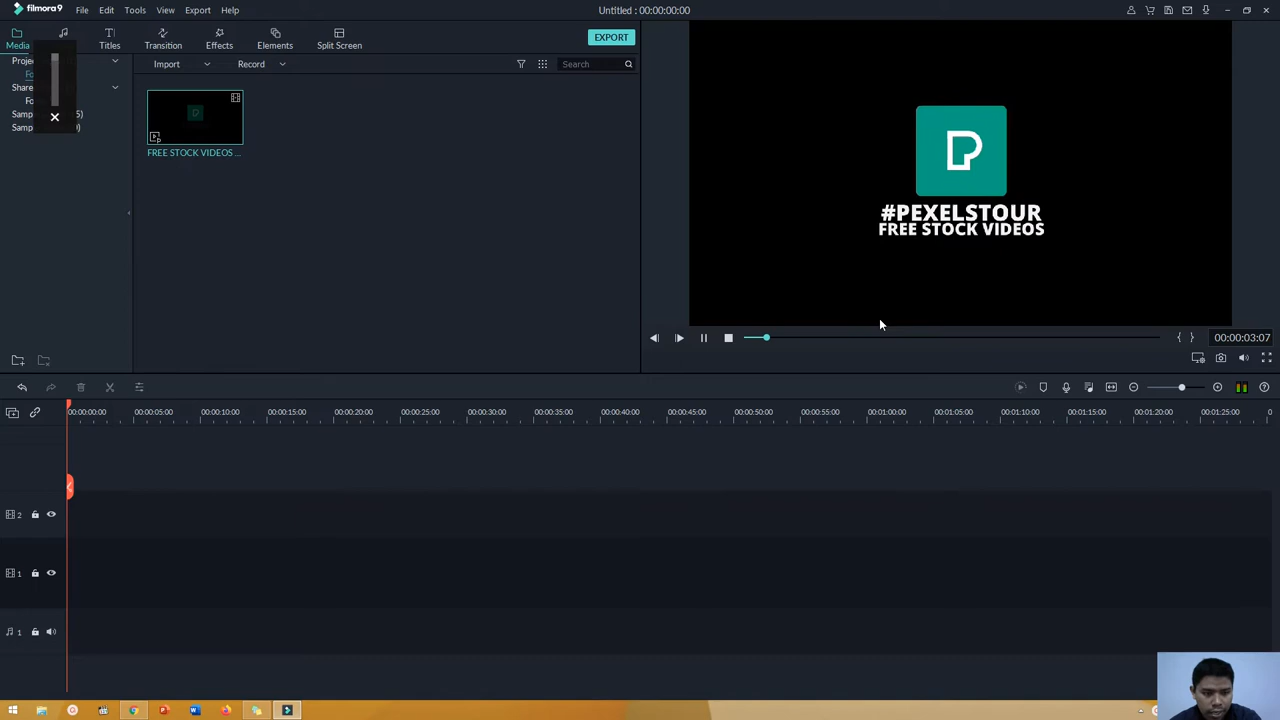 filmora9 File Edit Tools View Export Help Untitled : 00:00:00:00
Media Titles Transition Effects Elements Split Screen EXPORT
Import Record Search
FREE STOCK VIDEOS ...
#PEXELSTOUR
FREE STOCK VIDEOS
00:00:03:07
00:00:00:00 00:00:05:00 00:00:10:00 00:00:15:00 00:00:20:00 00:00:25:00 00:00:30:00 00:00:35:00 00:00:40:00 00:00:45:00 00:00:50:00 00:00:55:00 00:01:00:00 00:01:05:00 00:01:10:00 00:01:15:00 00:01:20:00 00:01:25:00 0
2
1
1